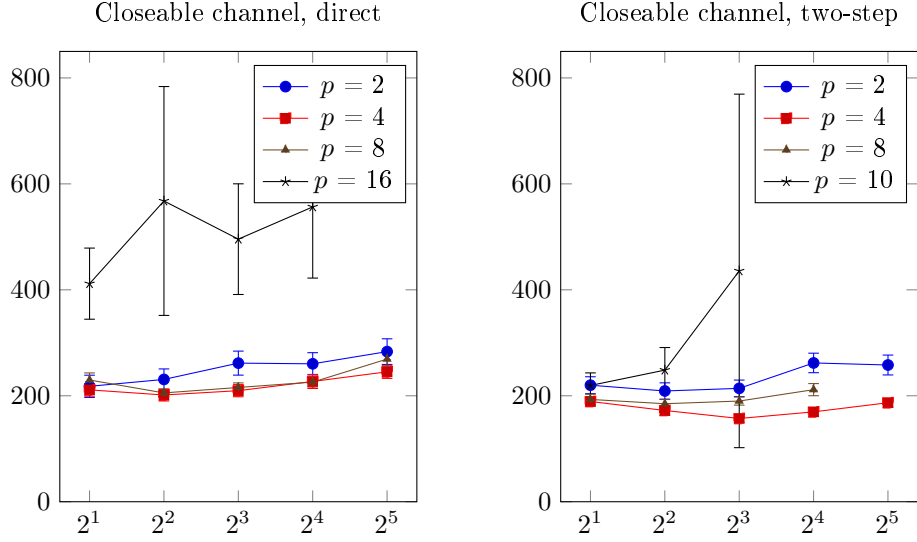 Closeable channel, direct
800
600
400
200
0
2^1 2^2 2^3 2^4 2^5
p = 2
p = 4
p = 8
p = 16
Closeable channel, two-step
800
600
400
200
0
2^1 2^2 2^3 2^4 2^5
p = 2
p = 4
p = 8
p = 10